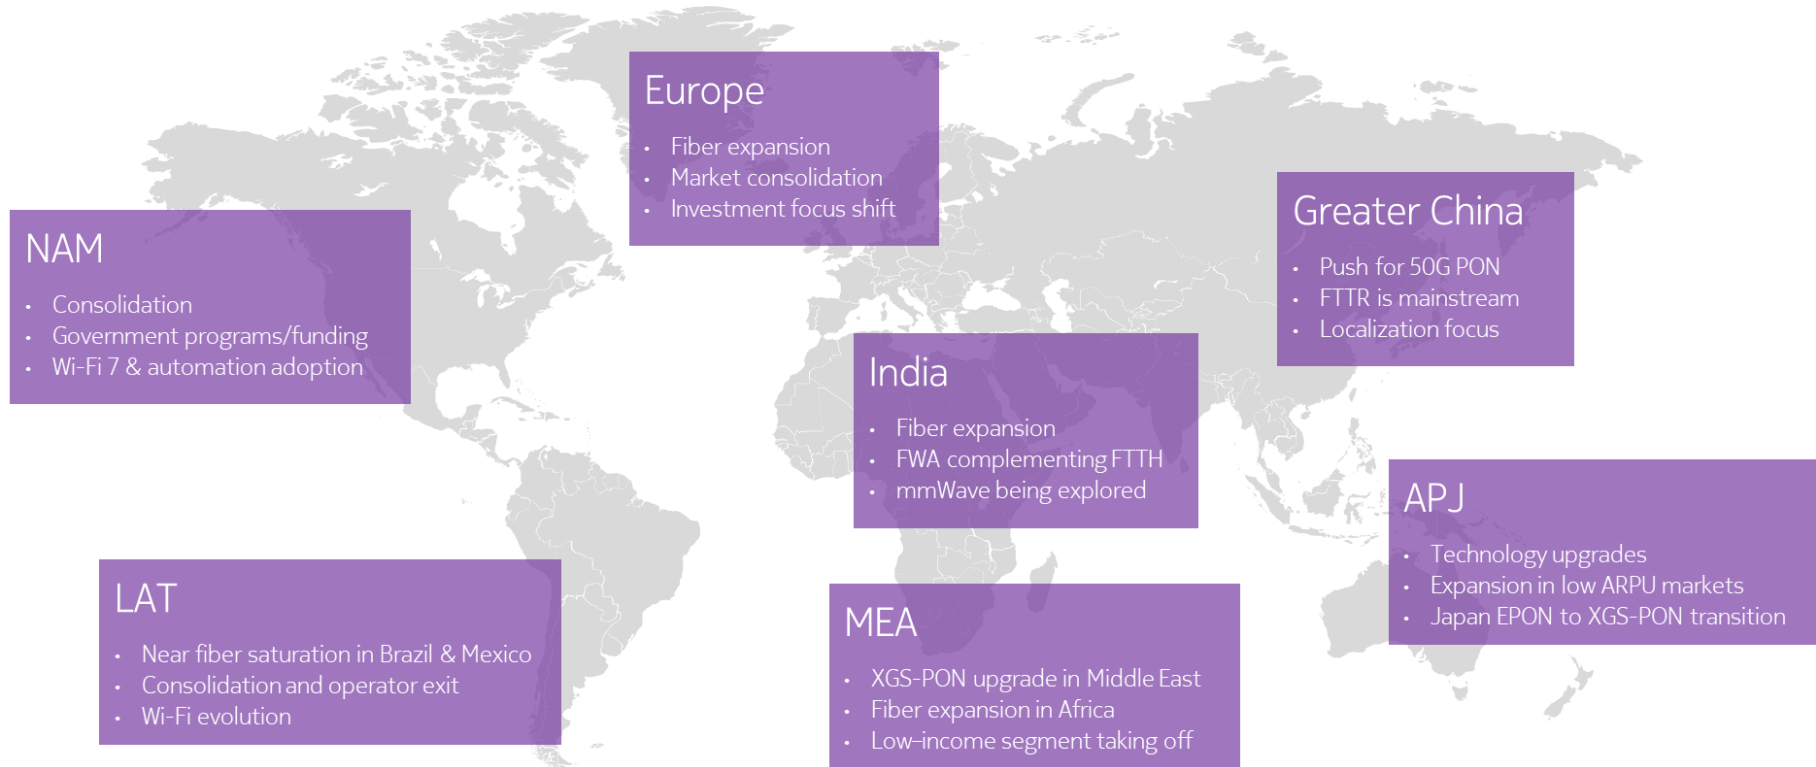 Europe
• Fiber expansion
• Market consolidation
• Investment focus shift
NAM
• Consolidation
• Government programs/funding
• Wi-Fi 7 & automation adoption
Greater China
• Push for 50G PON
• FTTR is mainstream
• Localization focus
India
• Fiber expansion
• FWA complementing FTTH
• mmWave being explored
APJ
• Technology upgrades
• Expansion in low ARPU markets
• Japan EPON to XGS-PON transition
LAT
• Near fiber saturation in Brazil & Mexico
• Consolidation and operator exit
• Wi-Fi evolution
MEA
• XGS-PON upgrade in Middle East
• Fiber expansion in Africa
• Low–income segment taking off